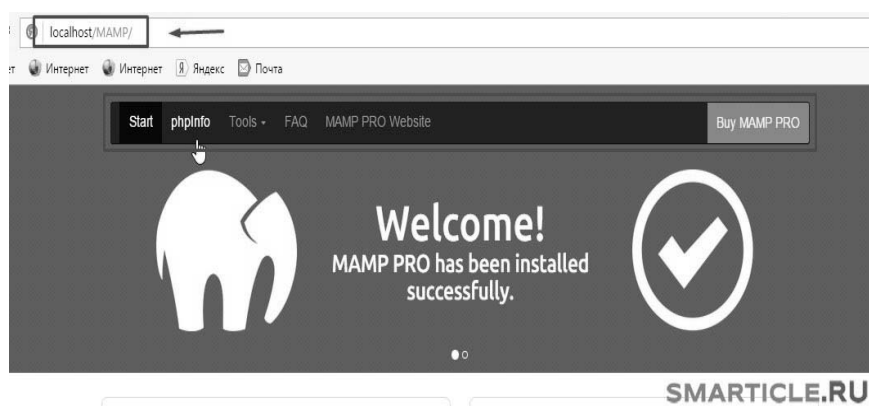 localhost/MAMP/
ет Интернет Интернет Яндекс Почта
Start phpInfo Tools FAQ MAMP PRO Website Buy MAMP PRO
Welcome!
MAMP PRO has been installed
successfully.
SMARTICLE.RU